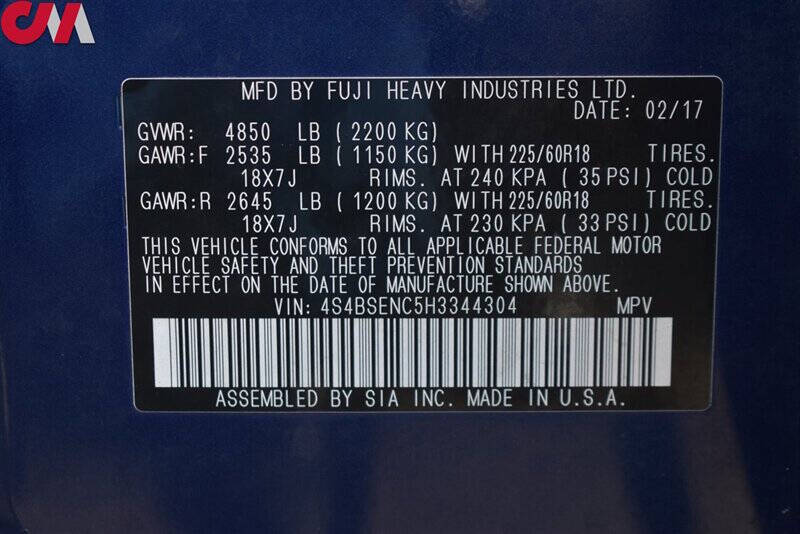 CM
MFD BY FUJI HEAVY INDUSTRIES LTD.
DATE: 02/17
GVWR: 4850 LB ( 2200 KG)
GAWR:F 2535 LB ( 1150 KG) WITH 225/60R18 TIRES.
18X7J RIMS. AT 240 KPA ( 35 PSI) COLD
GAWR:R 2645 LB ( 1200 KG) WITH 225/60R18 TIRES.
18X7J RIMS. AT 230 KPA ( 33 PSI) COLD
THIS VEHICLE CONFORMS TO ALL APPLICABLE FEDERAL MOTOR
VEHICLE SAFETY AND THEFT PREVENTION STANDARDS
IN EFFECT ON THE DATE OF MANUFACTURE SHOWN ABOVE.
VIN: 4S4BSENC5H3344304 MPV
ASSEMBLED BY SIA INC. MADE IN U.S.A.